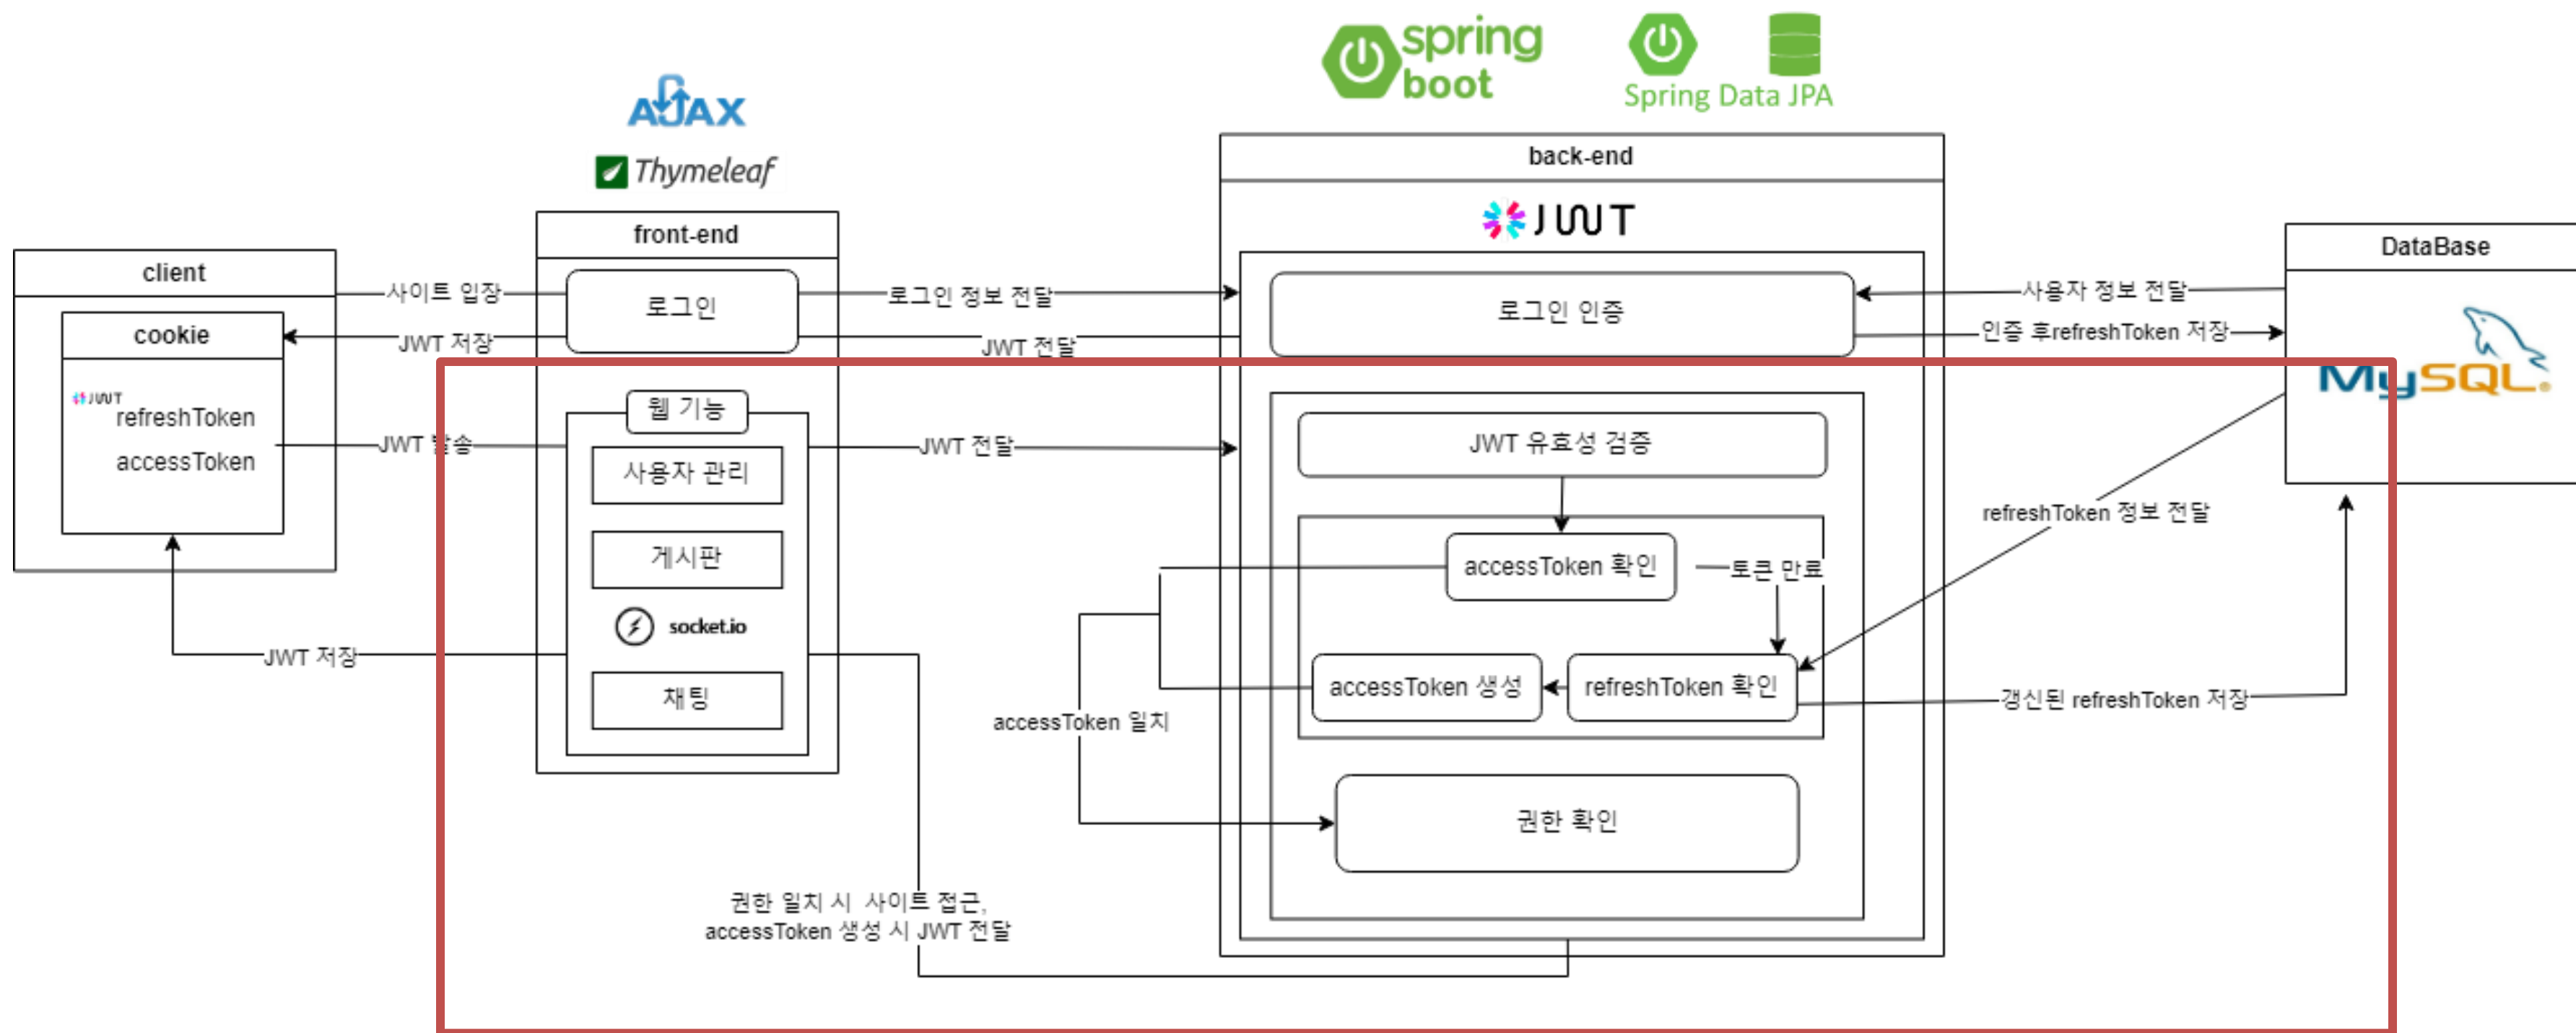 spring
boot
Spring Data JPA
AJAX
Thymeleaf
back-end
JWT
front-end
DataBase
client
사이트 입장
로그인
로그인 정보 전달
로그인 인증
사용자 정보 전달
cookie
JWT 저장
JWT 전달
인증 후refreshToken 저장
MySQL
JWT
refreshToken
accessToken
JWT 발송
웹 기능
사용자 관리
게시판
socket.io
채팅
JWT 전달
JWT 유효성 검증
accessToken 확인
토큰 만료
refreshToken 정보 전달
JWT 저장
accessToken 생성
refreshToken 확인
갱신된 refreshToken 저장
accessToken 일치
권한 확인
권한 일치 시 사이트 접근,
accessToken 생성 시 JWT 전달